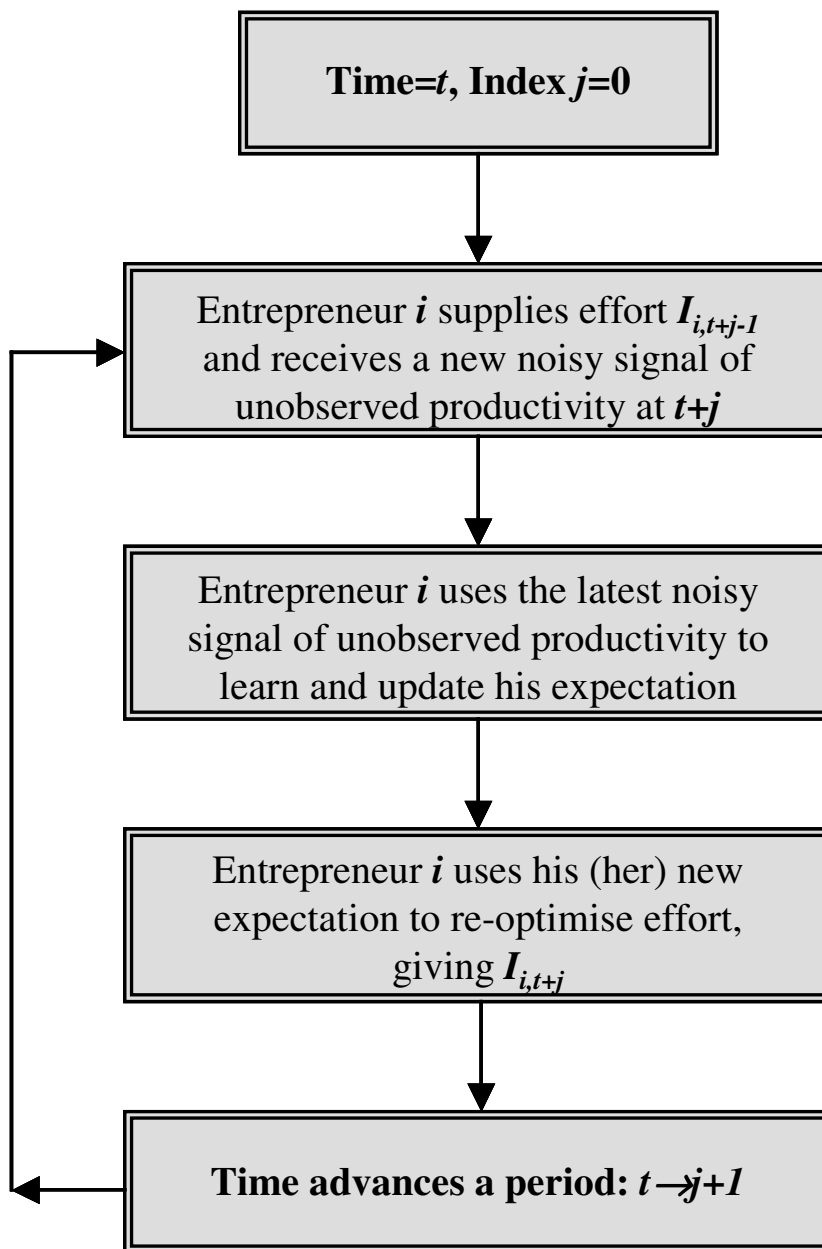 Time=t, Index j=0
Entrepreneur i supplies effort I_{i,t+j-1}
and receives a new noisy signal of
unobserved productivity at t+j
Entrepreneur i uses the latest noisy
signal of unobserved productivity to
learn and update his expectation
Entrepreneur i uses his (her) new
expectation to re-optimise effort,
giving I_{i,t+j}
Time advances a period: t→j+1